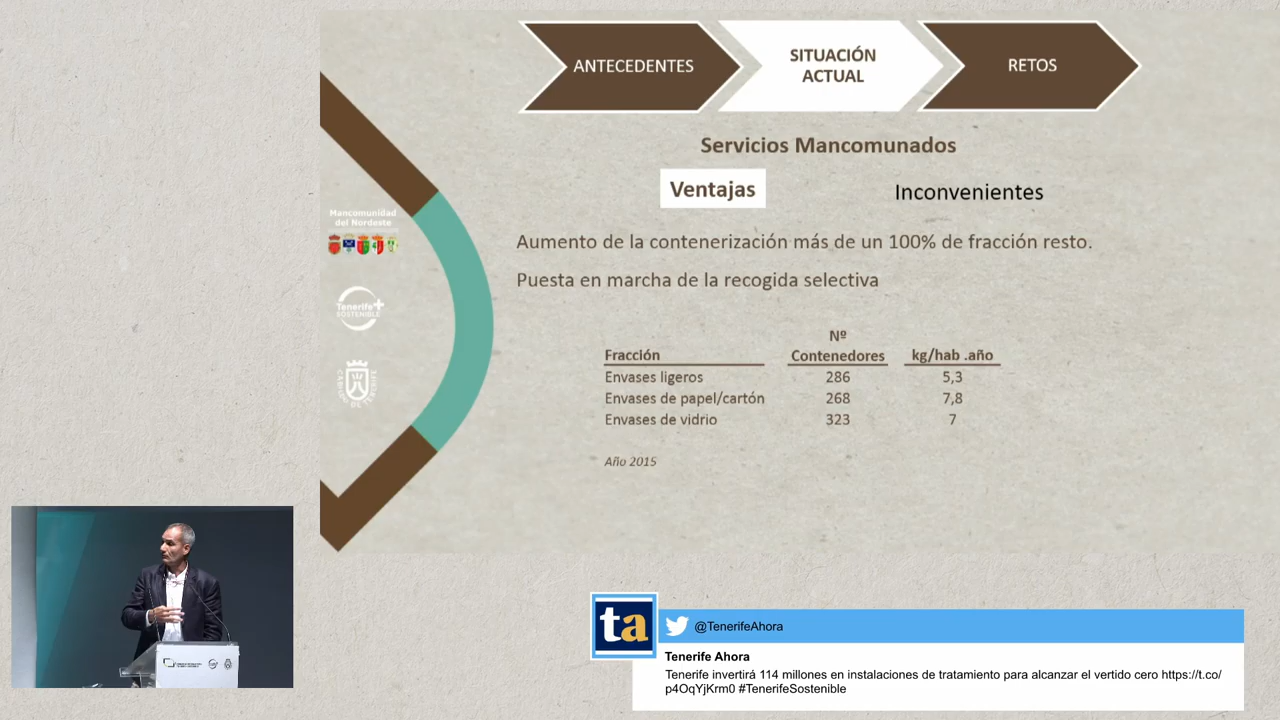 ANTECEDENTES
SITUACIÓN
ACTUAL
RETOS
Servicios Mancomunados
Ventajas
Inconvenientes
Aumento de la contenerización más de un 100% de fracción resto.
Puesta en marcha de la recogida selectiva
Nº
Fracción Contenedores kg/hab .año
Envases ligeros 286 5,3
Envases de papel/cartón 268 7,8
Envases de vidrio 323 7
Año 2015
Mancomunidad
del Nordeste
Tenerife+
SOSTENIBLE
CABILDO DE TENERIFE
ta
@TenerifeAhora
Tenerife Ahora
Tenerife invertirá 114 millones en instalaciones de tratamiento para alcanzar el vertido cero https://t.co/
p4OqYjKrm0 #TenerifeSostenible